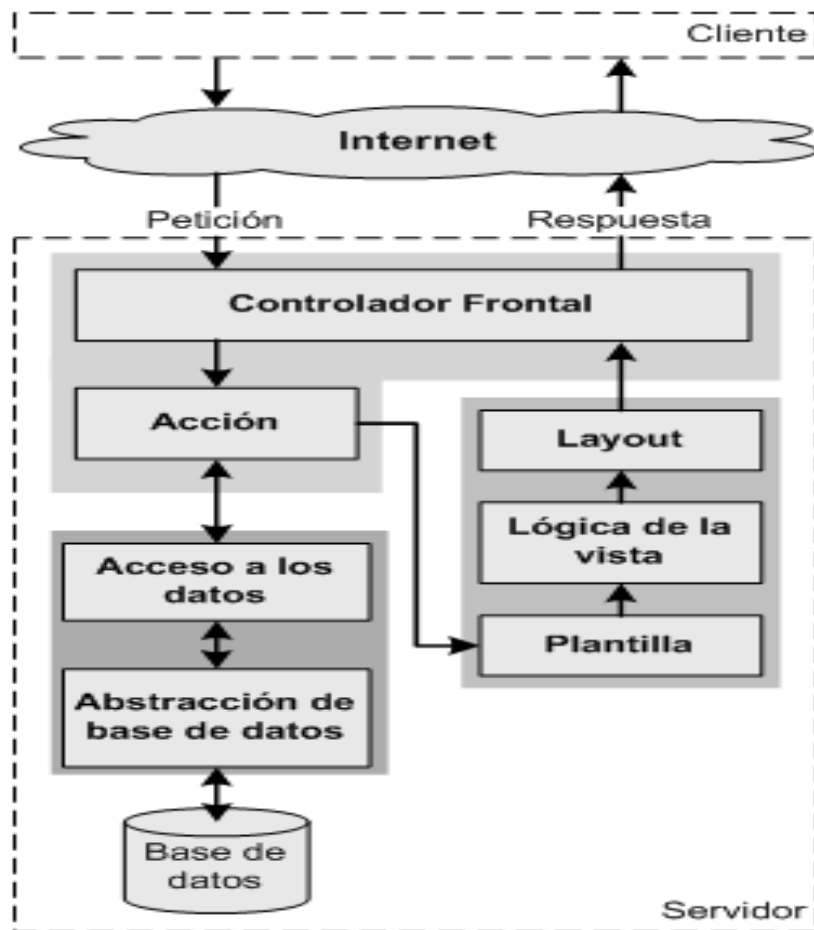 Cliente
Internet
Petición
Respuesta
Controlador Frontal
Acción
Layout
Lógica de la
vista
Plantilla
Acceso a los
datos
Abstracción de
base de datos
Base de
datos
Servidor